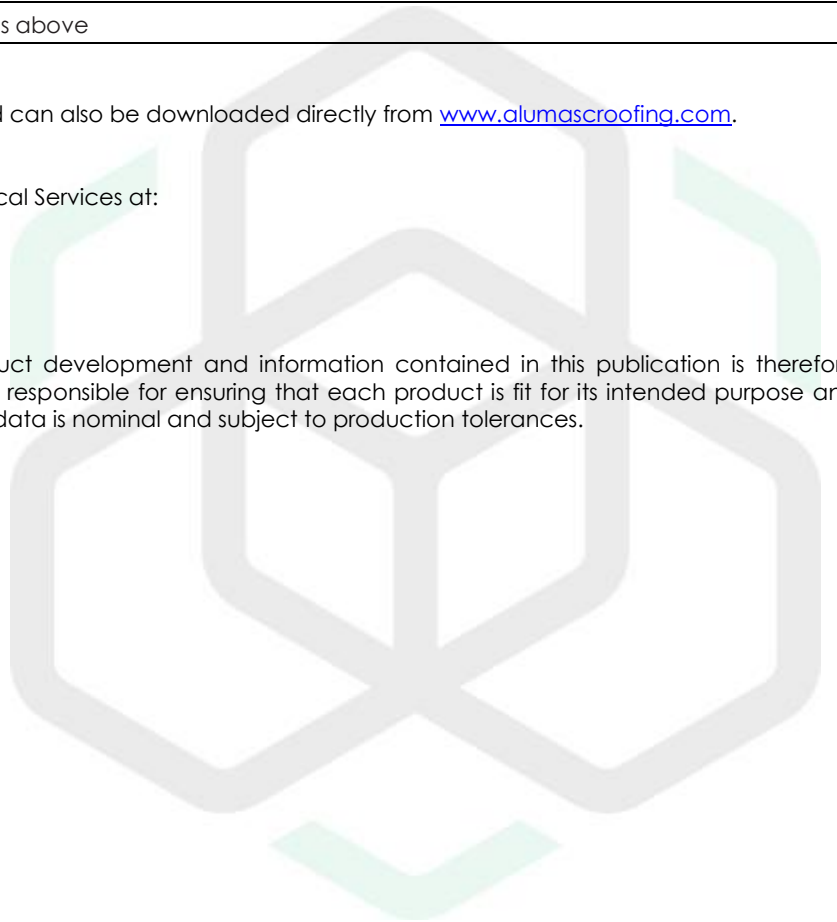 s above
can also be downloaded directly from www.alumascroofing.com.
cal Services at:
uct development and information contained in this publication is therefor
responsible for ensuring that each product is fit for its intended purpose an
data is nominal and subject to production tolerances.